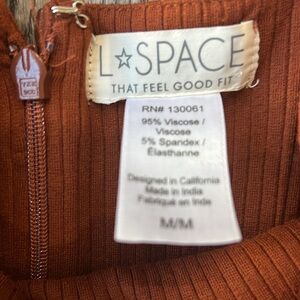 L☆SPACE
THAT FEEL GOOD FIT
RN# 130061
95% Viscose /
Viscose
5% Spandex /
Élasthanne
Designed in California
Made in India
Fabriqué en Inde
M/M